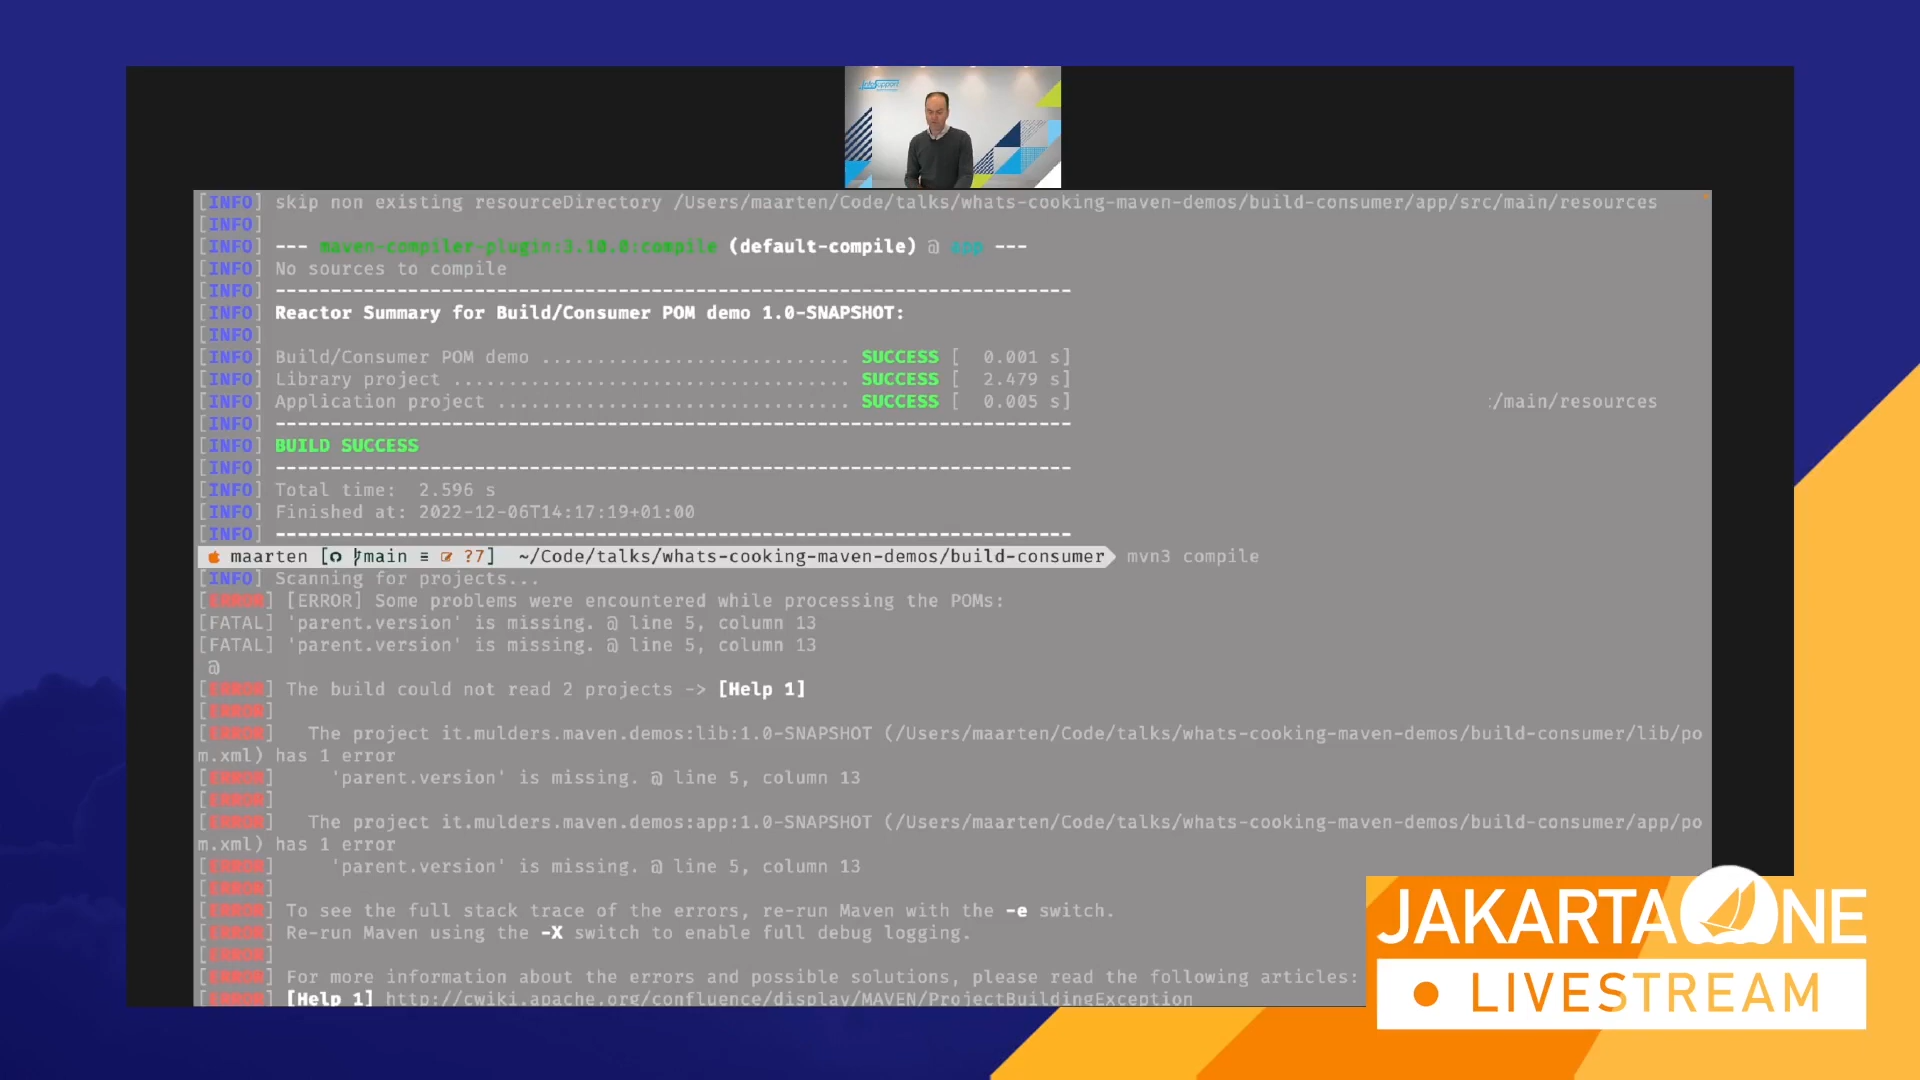 InfoSupport
[INFO] skip non existing resourceDirectory /Users/maarten/Code/talks/whats-cooking-maven-demos/build-consumer/app/src/main/resources
[INFO]
[INFO] --- maven-compiler-plugin:3.10.0:compile (default-compile) @ app ---
[INFO] No sources to compile
[INFO] ------------------------------------------------------------------------
[INFO] Reactor Summary for Build/Consumer POM demo 1.0-SNAPSHOT:
[INFO]
[INFO] Build/Consumer POM demo ............................ SUCCESS [  0.001 s]
[INFO] Library project .................................... SUCCESS [  2.479 s]
[INFO] Application project ................................ SUCCESS [  0.005 s]
/main/resources
[INFO] ------------------------------------------------------------------------
[INFO] BUILD SUCCESS
[INFO] ------------------------------------------------------------------------
[INFO] Total time:  2.596 s
[INFO] Finished at: 2022-12-06T14:17:19+01:00
[INFO] ------------------------------------------------------------------------
maarten [main ≡ ?7] ~/Code/talks/whats-cooking-maven-demos/build-consumer mvn3 compile
[INFO] Scanning for projects...
[ERROR] [ERROR] Some problems were encountered while processing the POMs:
[FATAL] 'parent.version' is missing. @ line 5, column 13
[FATAL] 'parent.version' is missing. @ line 5, column 13
@
[ERROR] The build could not read 2 projects -> [Help 1]
[ERROR]
[ERROR]   The project it.mulders.maven.demos:lib:1.0-SNAPSHOT (/Users/maarten/Code/talks/whats-cooking-maven-demos/build-consumer/lib/po
m.xml) has 1 error
[ERROR]     'parent.version' is missing. @ line 5, column 13
[ERROR]
[ERROR]   The project it.mulders.maven.demos:app:1.0-SNAPSHOT (/Users/maarten/Code/talks/whats-cooking-maven-demos/build-consumer/app/po
m.xml) has 1 error
[ERROR]     'parent.version' is missing. @ line 5, column 13
[ERROR]
[ERROR] To see the full stack trace of the errors, re-run Maven with the -e switch.
[ERROR] Re-run Maven using the -X switch to enable full debug logging.
[ERROR]
[ERROR] For more information about the errors and possible solutions, please read the following articles:
[ERROR] [Help 1] http://cwiki.apache.org/confluence/display/MAVEN/ProjectBuildingException
JAKARTAONE
LIVESTREAM